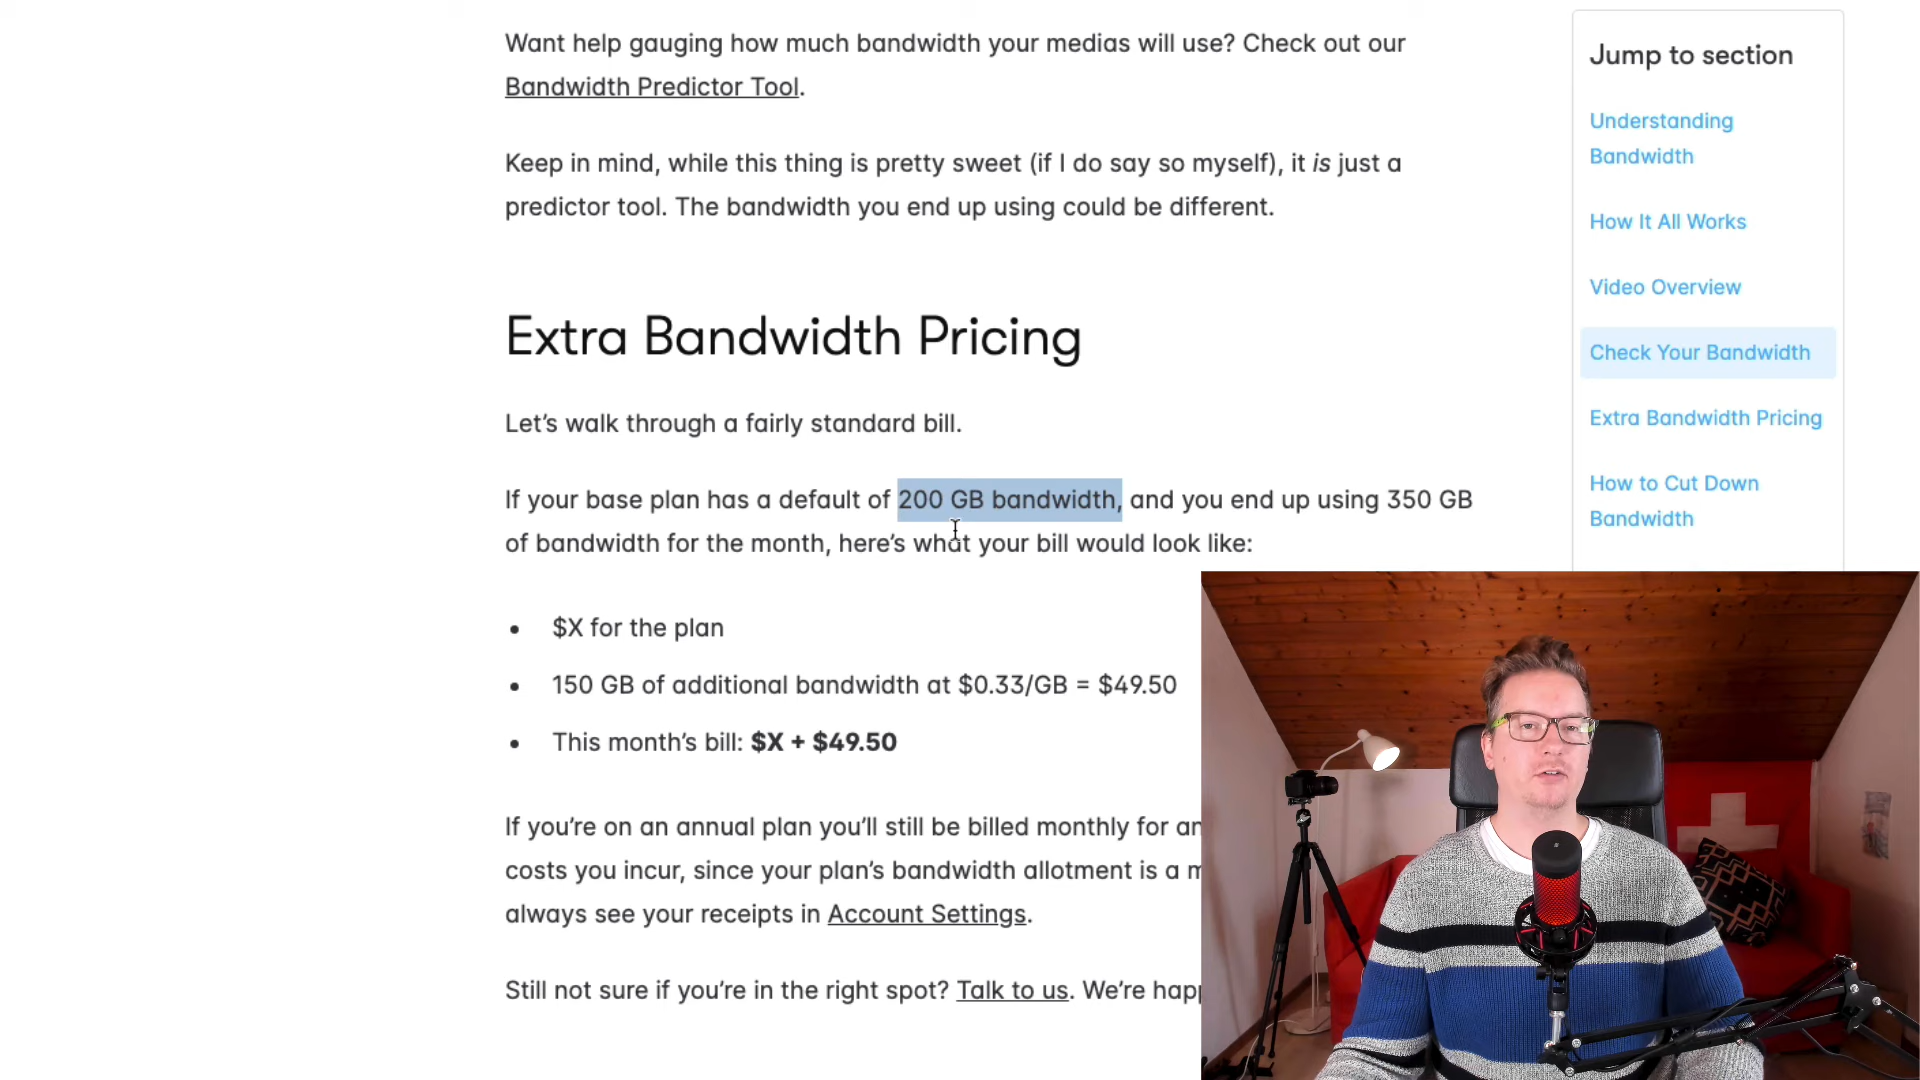 Want help gauging how much bandwidth your medias will use? Check out our
Bandwidth Predictor Tool.
Keep in mind, while this thing is pretty sweet (if I do say so myself), it is just a
predictor tool. The bandwidth you end up using could be different.
Extra Bandwidth Pricing
Let’s walk through a fairly standard bill.
If your base plan has a default of 200 GB bandwidth, and you end up using 350 GB
of bandwidth for the month, here’s what your bill would look like:
• $X for the plan
• 150 GB of additional bandwidth at $0.33/GB = $49.50
• This month’s bill: $X + $49.50
If you’re on an annual plan you’ll still be billed monthly for
costs you incur, since your plan’s bandwidth allotment is a
always see your receipts in Account Settings.
Still not sure if you’re in the right spot? Talk to us. We’re
Jump to section
Understanding
Bandwidth
How It All Works
Video Overview
Check Your Bandwidth
Extra Bandwidth Pricing
How to Cut Down
Bandwidth